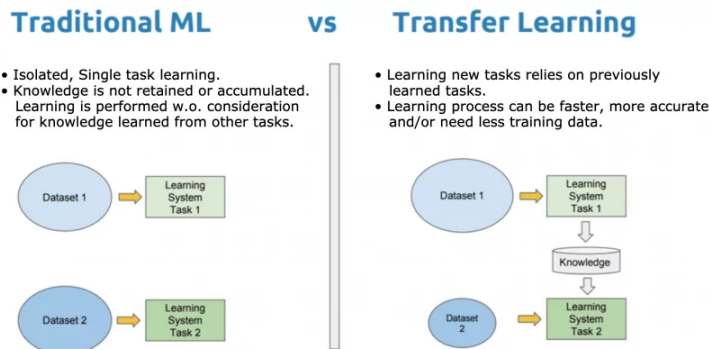 Traditional ML vs Transfer Learning
• Isolated, Single task learning.
• Knowledge is not retained or accumulated.
Learning is performed w.o. consideration
for knowledge learned from other tasks.
• Learning new tasks relies on previously
learned tasks.
• Learning process can be faster, more accurate
and/or need less training data.
Dataset 1
Learning
System
Task 1
Dataset 2
Learning
System
Task 2
Dataset 1
Learning
System
Task 1
Knowledge
Dataset
2
Learning
System
Task 2